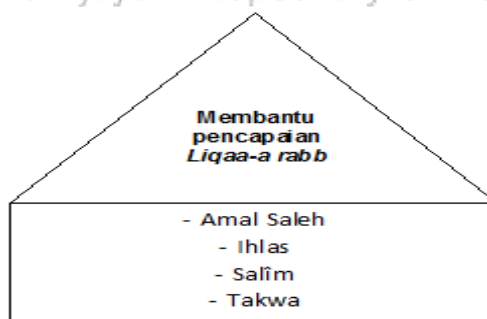 Membantu
pencapaian
Liqaa-a rabb
- Amal Saleh
- Ihlas
- Salîm
- Takwa